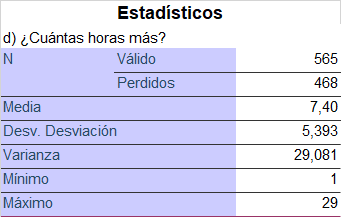 Estadísticos
d) ¿Cuántas horas más?
N Válido 565
Perdidos 468
Media 7,40
Desv. Desviación 5,393
Varianza 29,081
Mínimo 1
Máximo 29